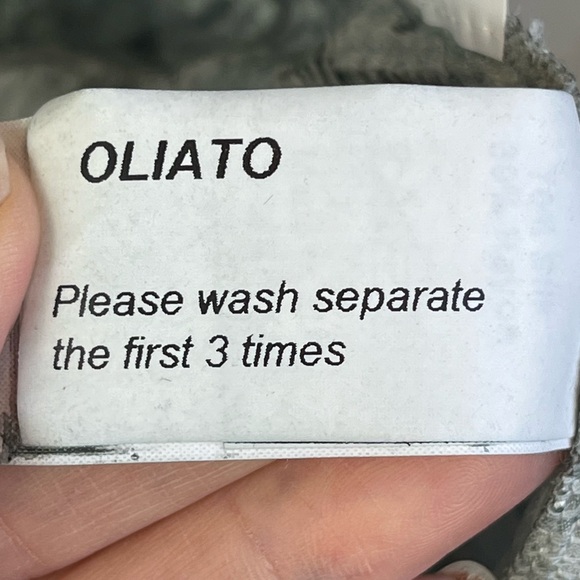 OLIATO
Please wash separate
the first 3 times